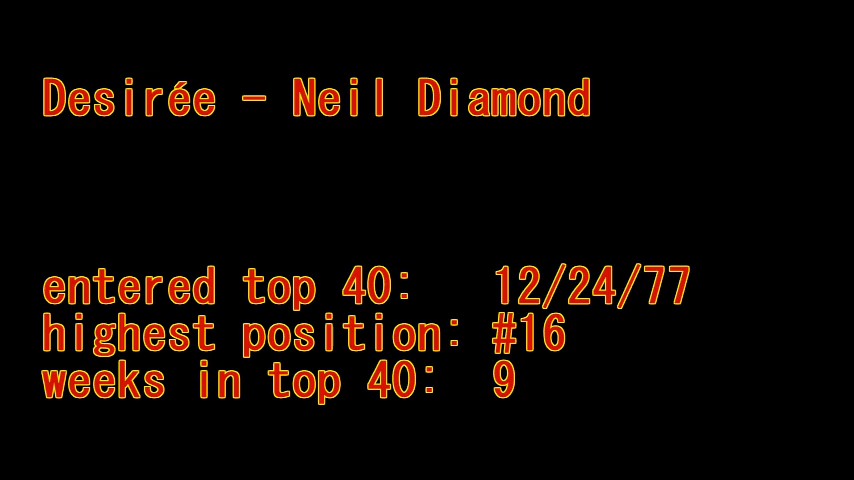 Desirée - Neil Diamond
entered top 40: 12/24/77
highest position: #16
weeks in top 40: 9